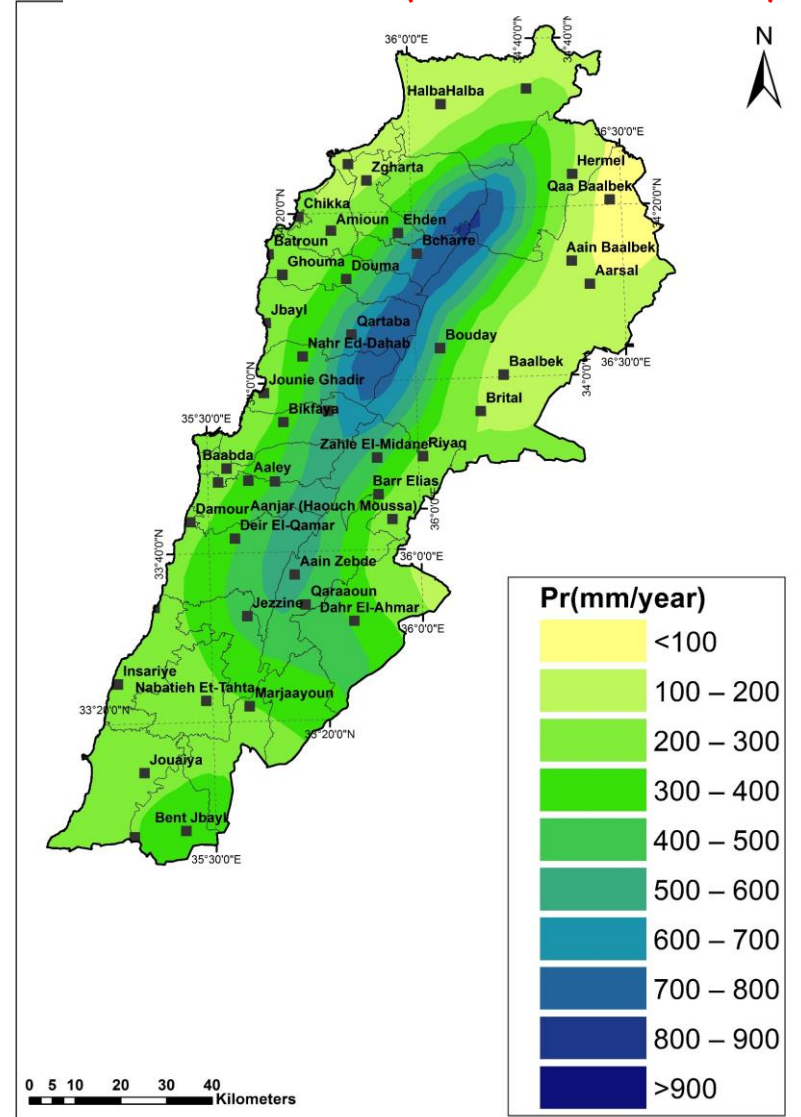 36°0'0"E
34°40'0"N
34°40'0"N
N
HalbaHalba
36°30'0"E
Zgharta
Hermel
Qaa Baalbek
34°20'0"N
Chikka
34°20'0"N
Amioun
Ehden
Batroun
Bcharre
Aain Baalbek
Ghouma
Douma
Aarsal
Jbayl
Qartaba
Nahr Ed-Dahab
Bouday
36°30'0"E
Baalbek
34°0'0"N
Jounie Ghadir
34°0'0"N
Brital
35°30'0"E
Bikfaya
Zahle El-Midane
Riyaq
Baabda
Aaley
Barr Elias
Damour
Aanjar (Haouch Moussa)
36°0'0"E
Deir El-Qamar
33°40'0"N
36°0'0"E
Aain Zebde
Qaraaoun
Jezzine
Dahr El-Ahmar
36°0'0"E
Insariye
Nabatieh Et-Tahta
Marjaayoun
33°20'0"N
33°20'0"N
Jouaiya
Bent Jbayl
35°30'0"E
Pr(mm/year)
<100
100 – 200
200 – 300
300 – 400
400 – 500
500 – 600
600 – 700
700 – 800
800 – 900
>900
0 5 10 20 30 40
Kilometers